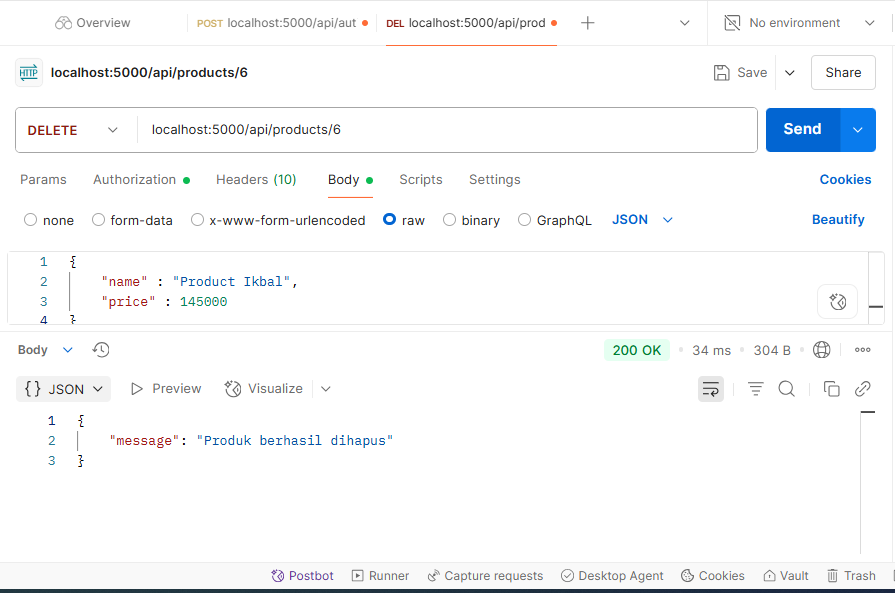 Overview POST localhost:5000/api/aut DEL localhost:5000/api/prod No environment
HTTP localhost:5000/api/products/6 Save Share
DELETE localhost:5000/api/products/6 Send
Params Authorization Headers (10) Body Scripts Settings Cookies
none form-data x-www-form-urlencoded raw binary GraphQL JSON Beautify
1 {
2 "name" : "Product Ikbal",
3 "price" : 145000
4 }
Body 200 OK 34 ms 304 B
{} JSON Preview Visualize
1 {
2 "message": "Produk berhasil dihapus"
3 }
Postbot Runner Capture requests Desktop Agent Cookies Vault Trash